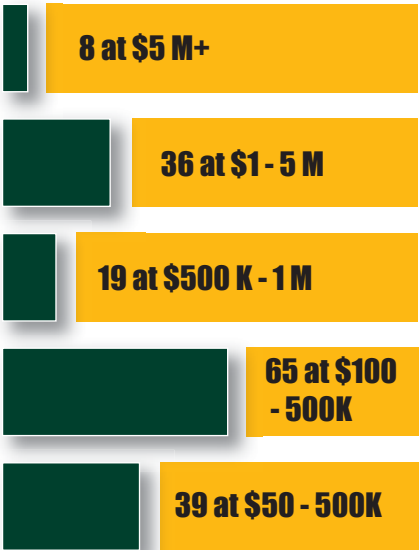 8 at $5 M+
36 at $1 - 5 M
19 at $500 K - 1 M
65 at $100
- 500K
39 at $50 - 500K